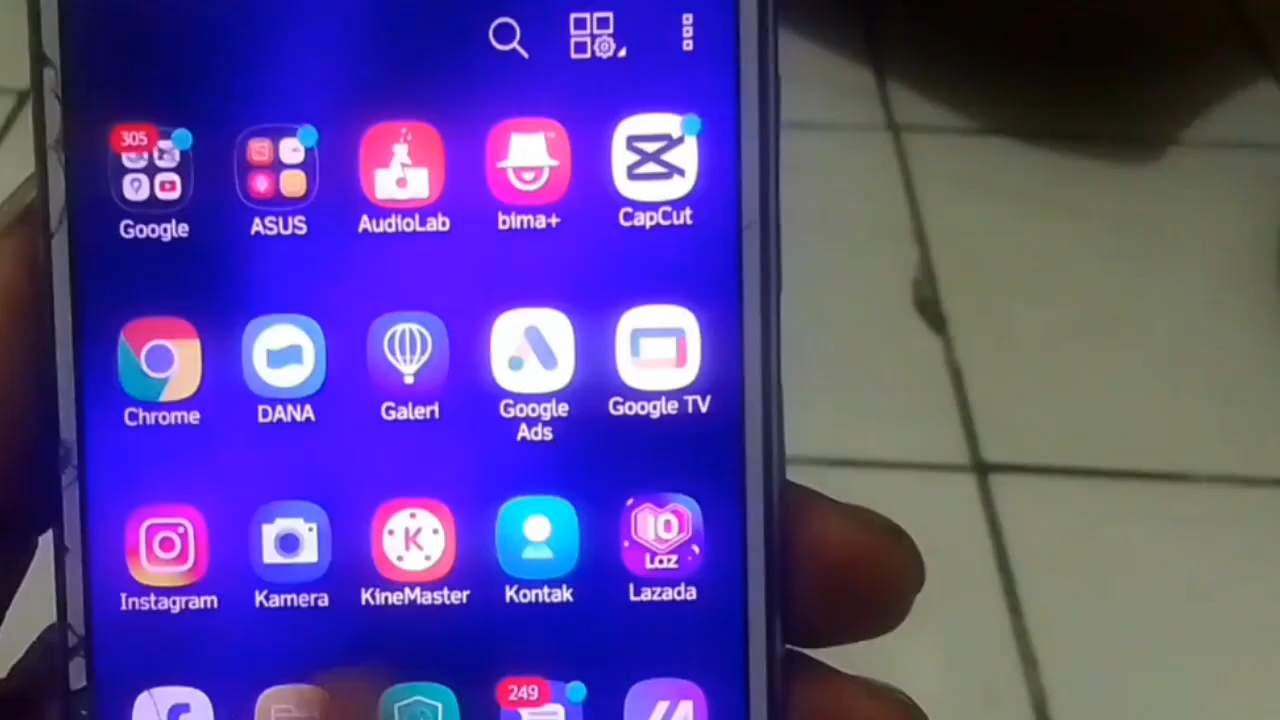 305
Google
ASUS
AudioLab
bima+
CapCut
Chrome
DANA
Galeri
Google
Ads
Google TV
K
10
Laz
Instagram
Kamera
KineMaster
Kontak
Lazada
249